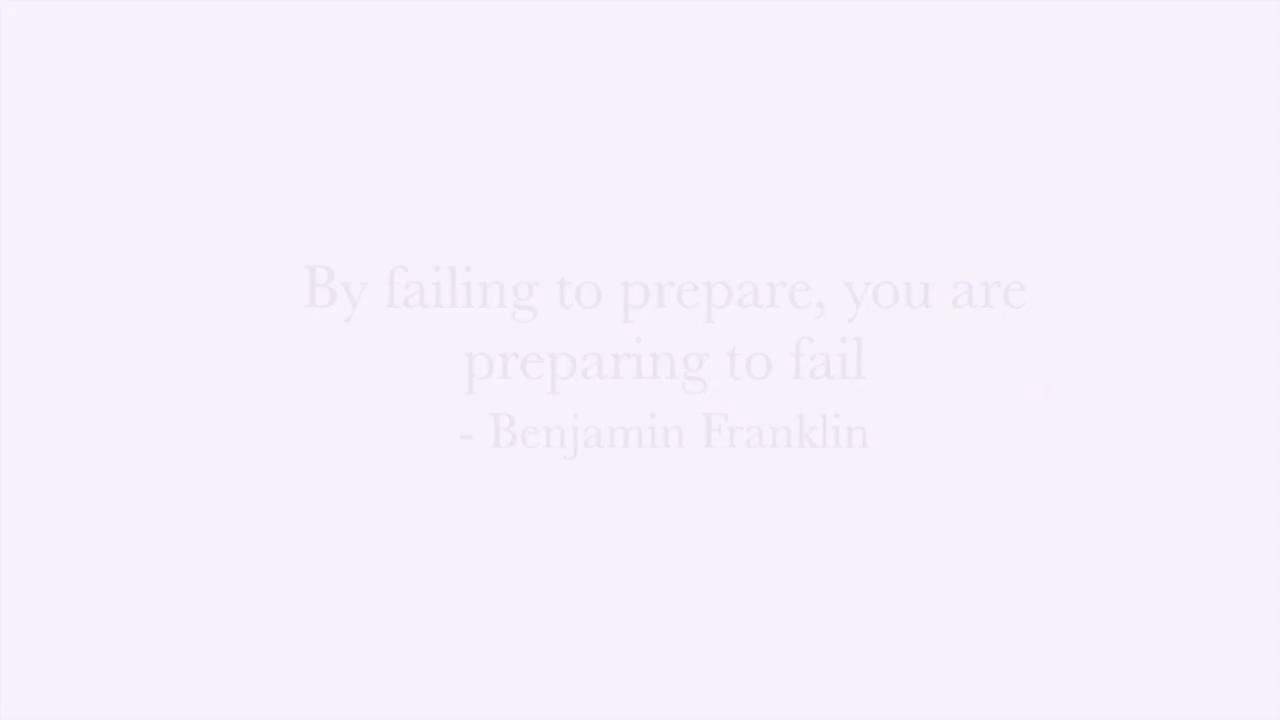 By failing to prepare, you are
preparing to fail
- Benjamin Franklin